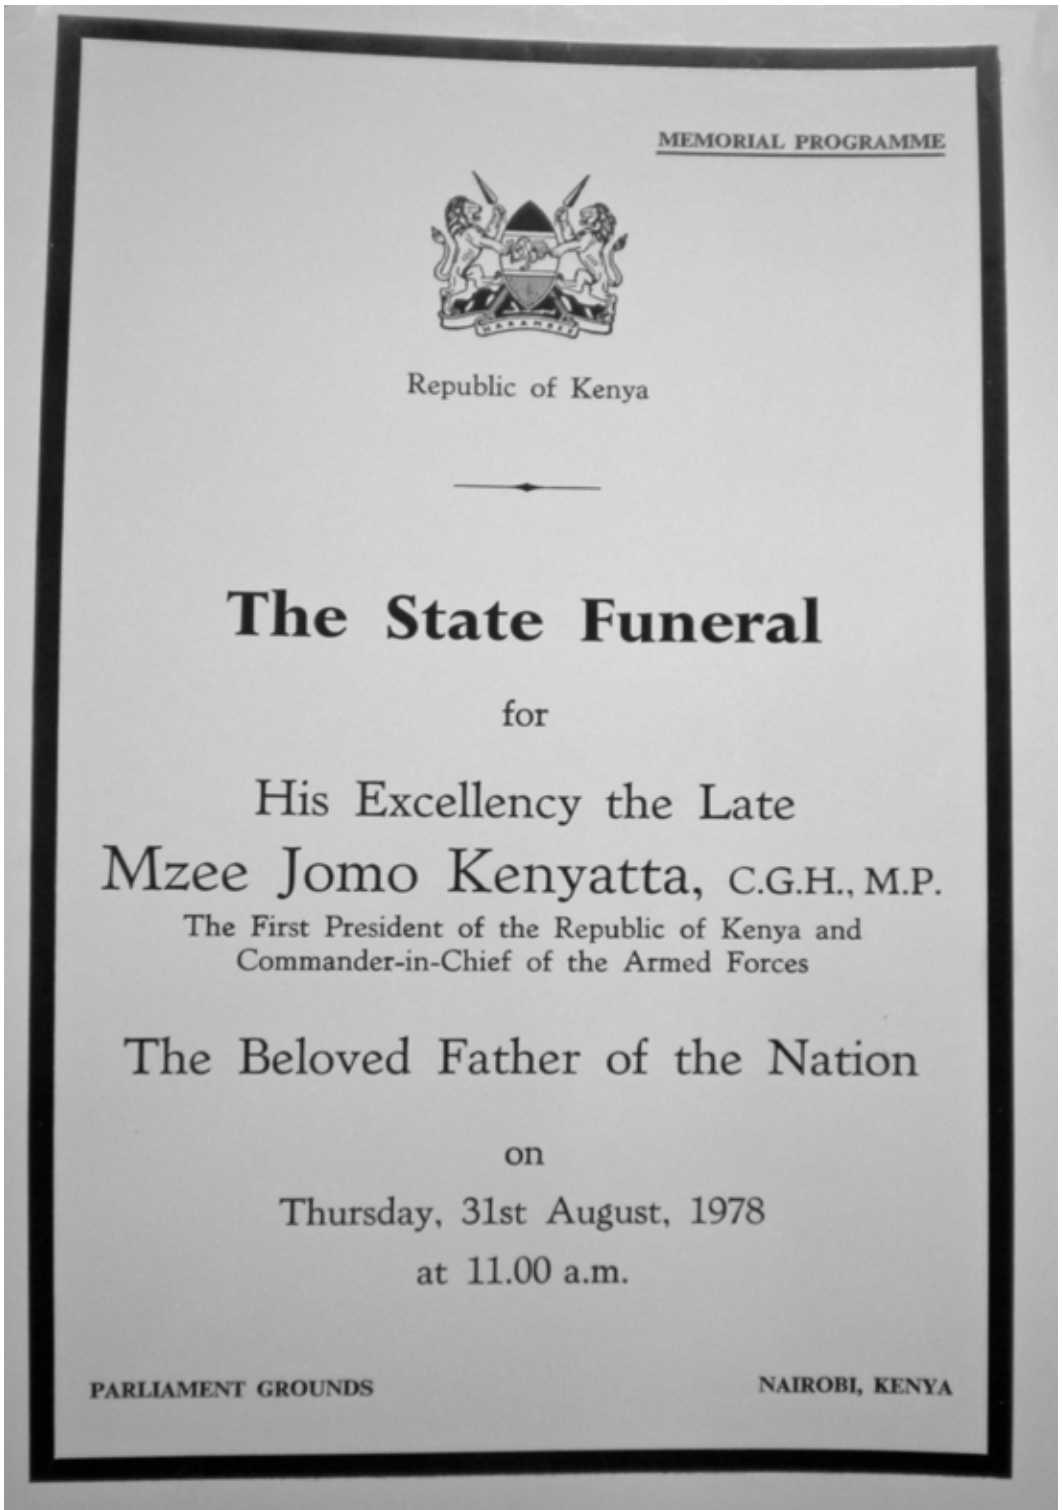 MEMORIAL PROGRAMME
HARAMBEE
Republic of Kenya
The State Funeral
for
His Excellency the Late
Mzee Jomo Kenyatta, C.G.H., M.P.
The First President of the Republic of Kenya and
Commander-in-Chief of the Armed Forces
The Beloved Father of the Nation
on
Thursday, 31st August, 1978
at 11.00 a.m.
PARLIAMENT GROUNDS NAIROBI, KENYA